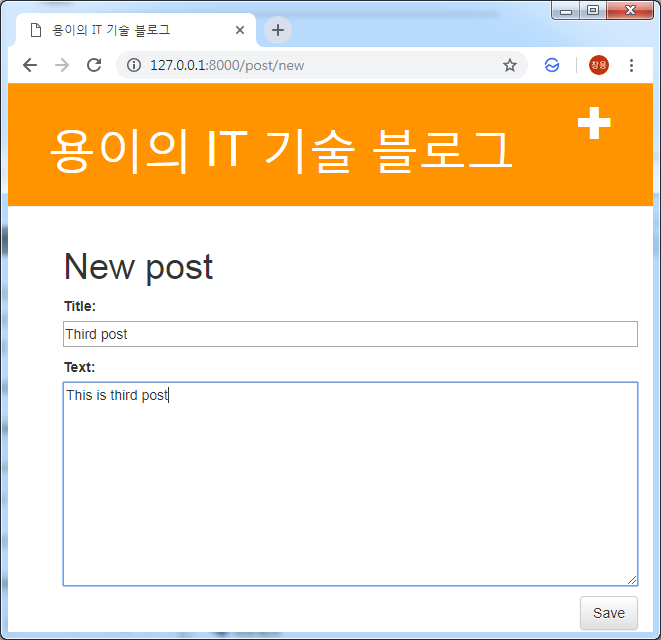 용이의 IT 기술 블로그
127.0.0.1:8000/post/new
창용
용이의 IT 기술 블로그
New post
Title:
Third post
Text:
This is third post
Save